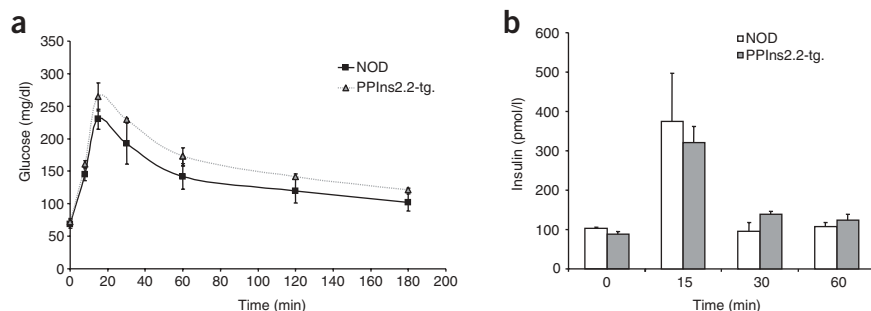 a
350
300
250
200
150
100
50
0
Glucose (mg/dl)
NOD
PPIns2.2-tg.
0 20 40 60 80 100 120 140 160 180 200
Time (min)
b
600
500
400
300
200
100
0
Insulin (pmol/l)
NOD
PPIns2.2-tg.
0 15 30 60
Time (min)